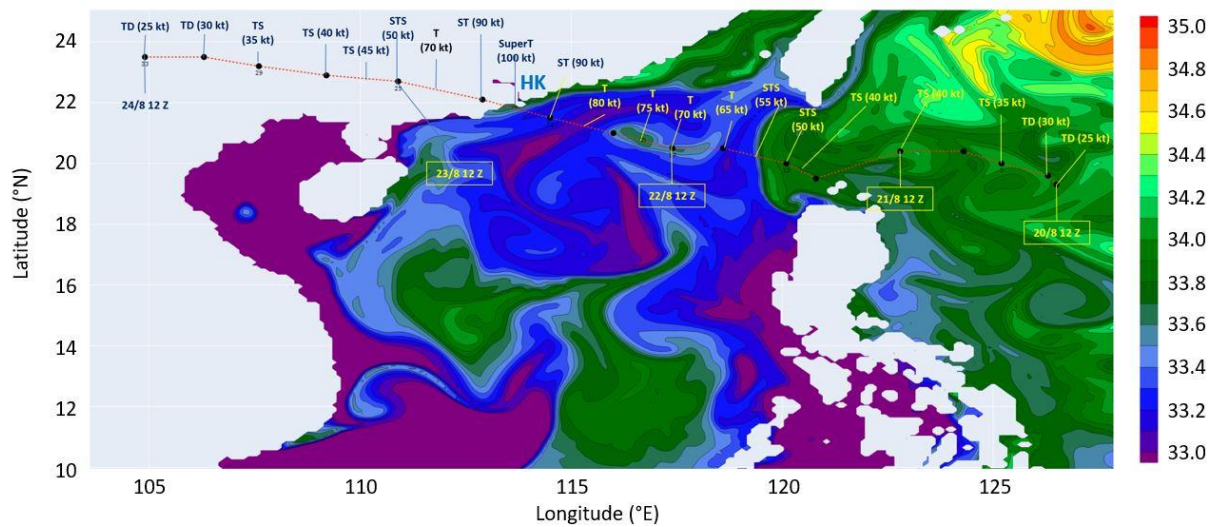 TD (25 kt)
TD (30 kt)
TS
(35 kt)
TS (40 kt)
TS (45 kt)
STS
(50 kt)
T
(70 kt)
ST (90 kt)
SuperT
(100 kt)
HK
ST (90 kt)
T
(80 kt)
T
(75 kt)
T
(70 kt)
T
(65 kt)
STS
(55 kt)
STS
(50 kt)
TS (40 kt)
TS (40 kt)
TS (35 kt)
TD (30 kt)
TD (25 kt)
24/8 12 Z
23/8 12 Z
22/8 12 Z
21/8 12 Z
20/8 12 Z
24
22
20
18
16
14
12
10
Latitude (°N)
105
110
115
120
125
Longitude (°E)
35.0
34.8
34.6
34.4
34.2
34.0
33.8
33.6
33.4
33.2
33.0
29